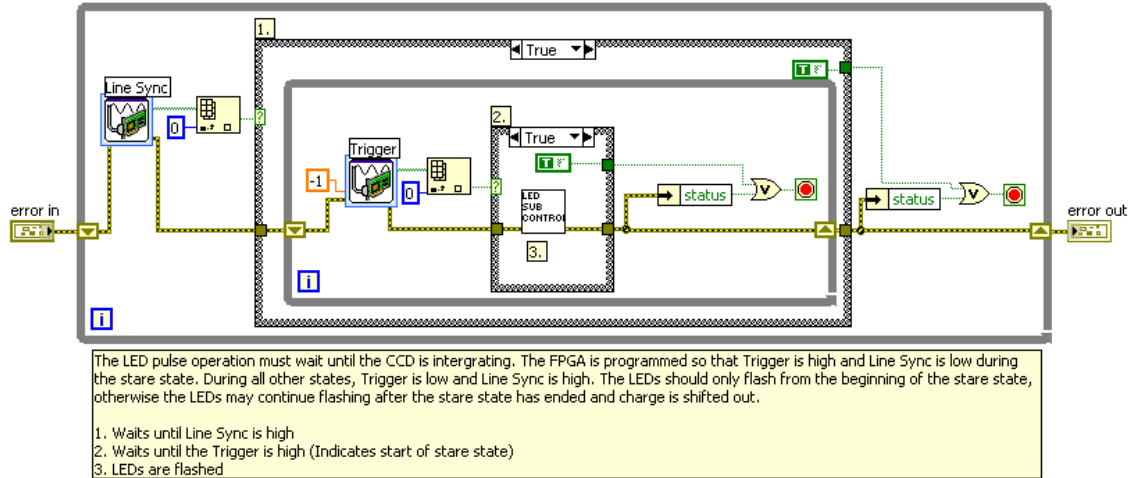 1.
True
Line Sync
0
?
T F
2.
True
Trigger
-1
0
?
T F
LED
SUB
CONTROL
3.
status
V
status
V
error in
error out
i
i
The LED pulse operation must wait until the CCD is intergrating. The FPGA is programmed so that Trigger is high and Line Sync is low during
the stare state. During all other states, Trigger is low and Line Sync is high. The LEDs should only flash from the beginning of the stare state,
otherwise the LEDs may continue flashing after the stare state has ended and charge is shifted out.
1. Waits until Line Sync is high
2. Waits until the Trigger is high (Indicates start of stare state)
3. LEDs are flashed